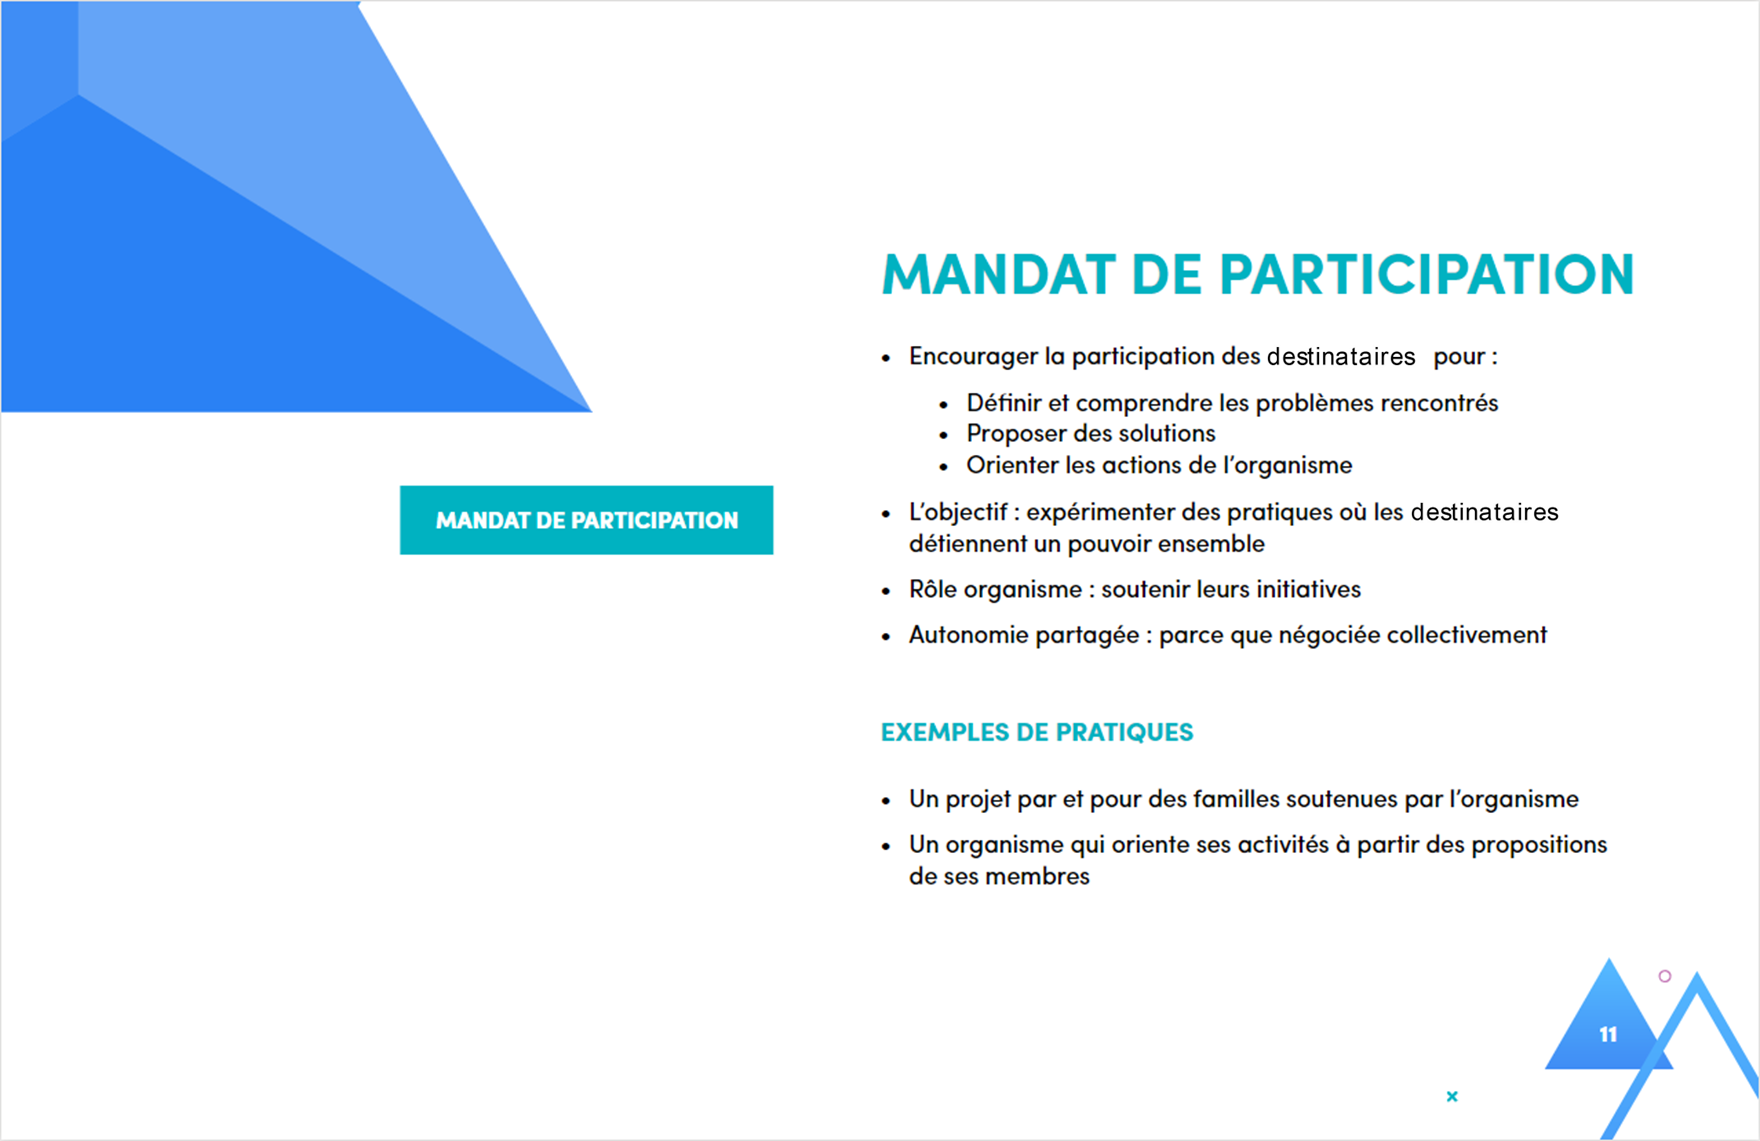 MANDAT DE PARTICIPATION
MANDAT DE PARTICIPATION
• Encourager la participation des destinataires pour :
• Définir et comprendre les problèmes rencontrés
• Proposer des solutions
• Orienter les actions de l’organisme
• L’objectif : expérimenter des pratiques où les destinataires
détiennent un pouvoir ensemble
• Rôle organisme : soutenir leurs initiatives
• Autonomie partagée : parce que négociée collectivement
EXEMPLES DE PRATIQUES
• Un projet par et pour des familles soutenues par l’organisme
• Un organisme qui oriente ses activités à partir des propositions
de ses membres
11